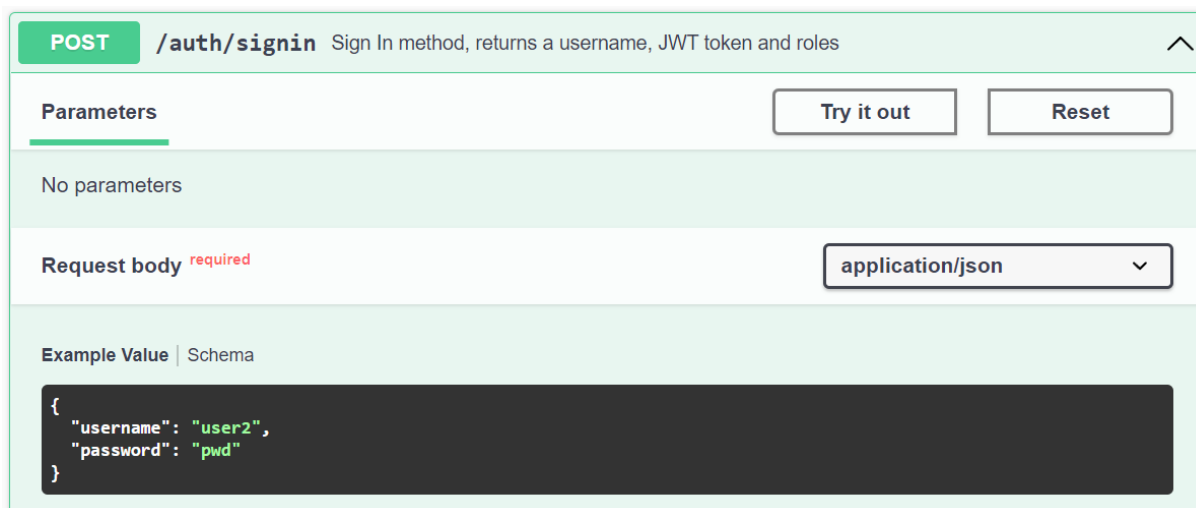 POST /auth/signin Sign In method, returns a username, JWT token and roles
Parameters Try it out Reset
No parameters
Request body required application/json
Example Value | Schema
{
"username": "user2",
"password": "pwd"
}